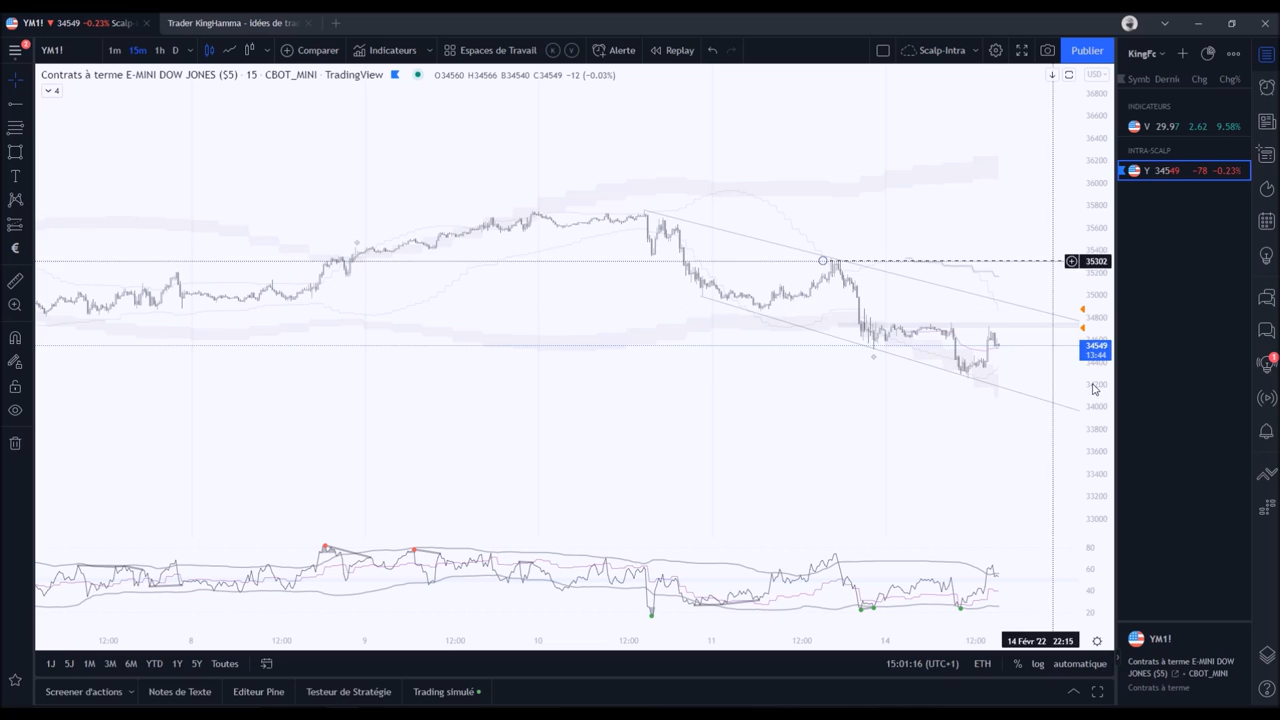 YM1! ▼ 34549 −0.23% Scalp
Trader KingHamma - Idées de tra
YM1!
1m 15m 1h D
Comparer
Indicateurs
Espaces de Travail
Alerte
Replay
Scalp-Intra
Publier
KingFc
Contrats à terme E-MINI DOW JONES ($5) · 15 · CBOT_MINI · TradingView
O34560 H34566 B34540 C34549 −12 (−0.03%)
USD
4
Symb Derniè Chg Chg%
INDICATEURS
V 29.97 2.62 9.58%
INTRA-SCALP
Y 34549 −78 −0.23%
36800
36600
36400
36200
36000
35800
35600
35400
35302
35200
35000
34800
34549
13:44
34400
34200
34000
33800
33600
33400
33200
33000
80
60
40
20
12:00 8 12:00 9 12:00 10 12:00 11 12:00 14 12:00
14 Févr '22 22:15
1J 5J 1M 3M 6M YTD 1Y 5Y Toutes
15:01:16 (UTC+1) ETH % log automatique
Screener d'actions
Notes de Texte
Editeur Pine
Testeur de Stratégie
Trading simulé
YM1!
Contrats à terme E-MINI DOW
JONES ($5) • CBOT_MINI
Contrats à terme